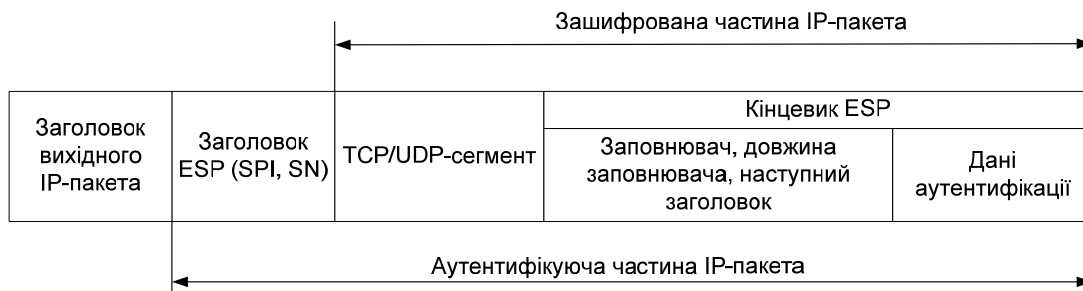 Зашифрована частина IP-пакета
Заголовок
вихідного
IP-пакета
Заголовок
ESP (SPI, SN)
TCP/UDP-сегмент
Кінцевик ESP
Заповнювач, довжина
заповнювача, наступний
заголовок
Дані
аутентифікації
Аутентифікуюча частина IP-пакета